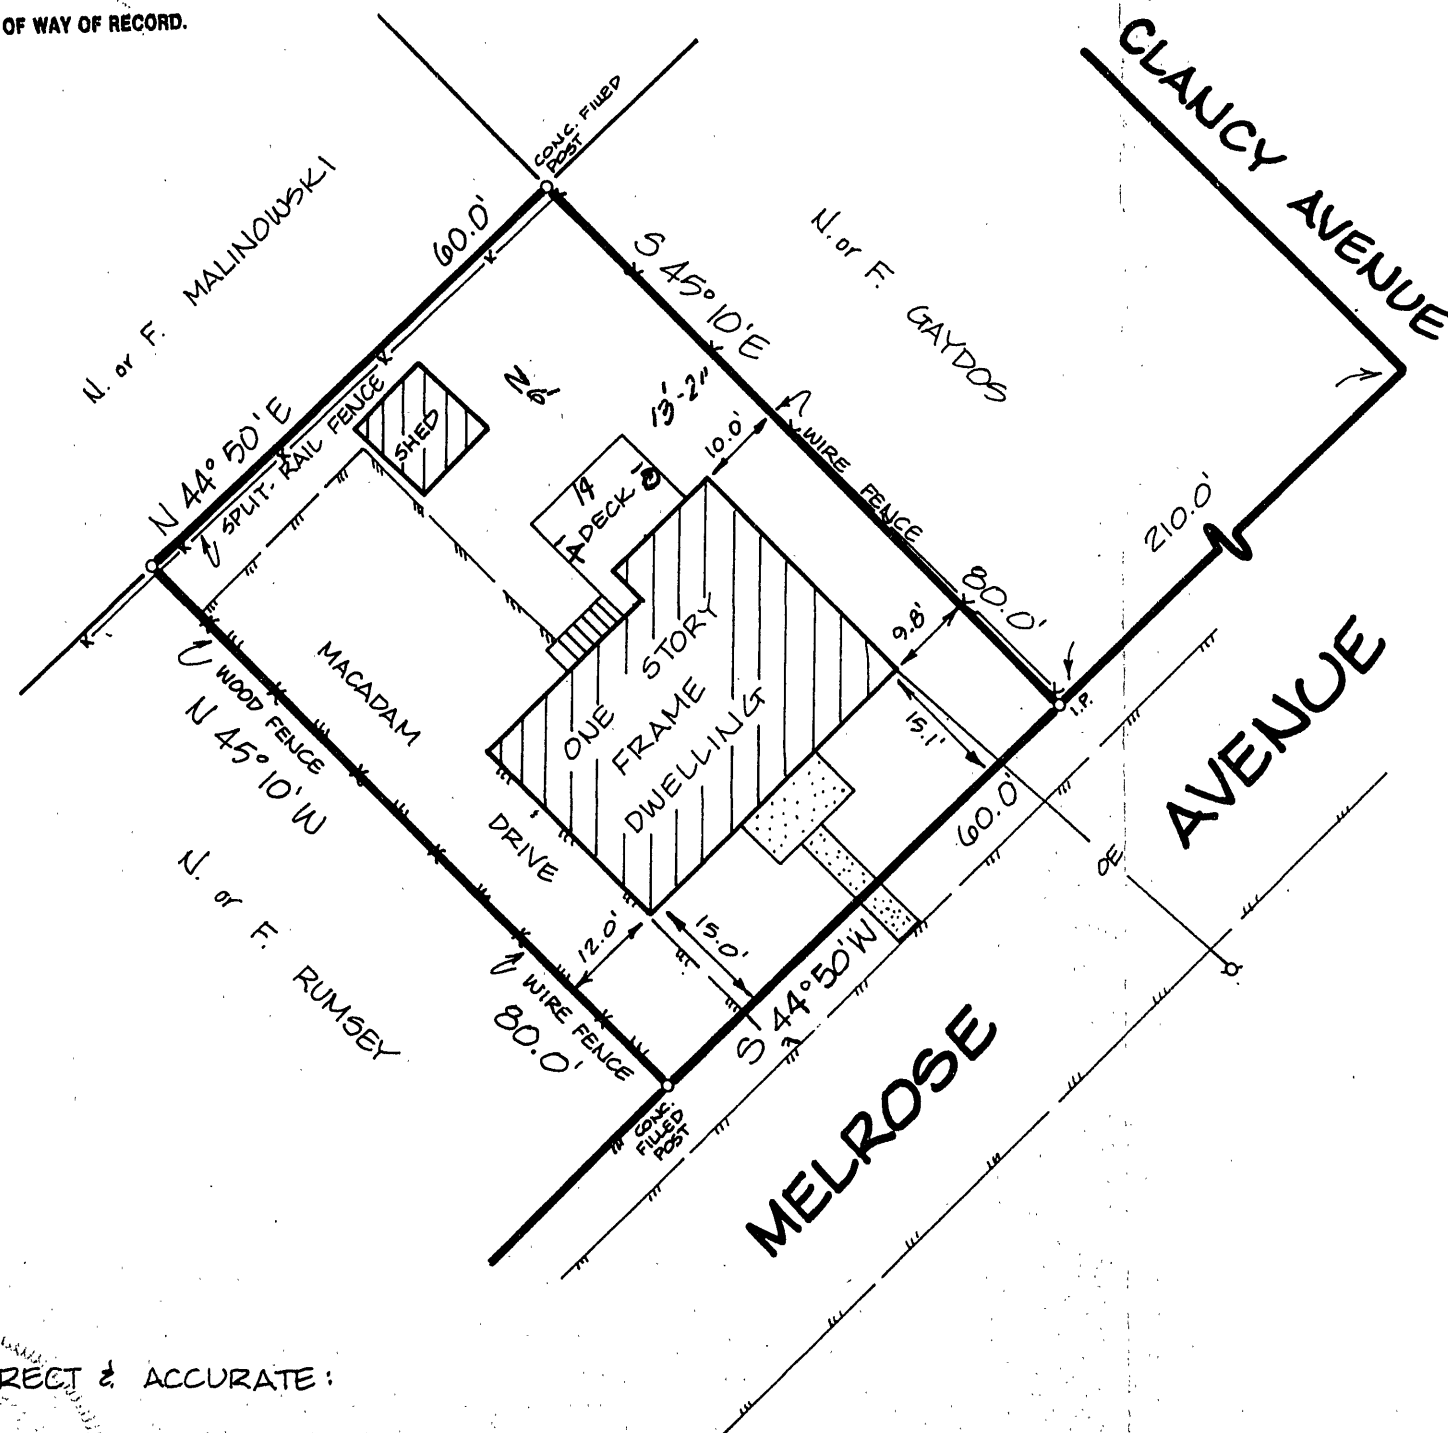 OF WAY OF RECORD.
CLANCY AVENUE
CONC. FILLED
POST
N. or F. MALINOWSKI
60.0'
S 45° 10' E
N. or F. GAYDOS
13'-2"
10.0'
SHED
N 44° 50' E
SPLIT-RAIL FENCE
14
10
DECK
14
WIRE FENCE
210.0'
80.0'
9.8'
I.P.
MACADAM
DRIVE
ONE STORY
FRAME
DWELLING
15.1'
60.0'
OE
WOOD FENCE
N 45° 10' W
N. or F. RUMSEY
12.0'
15.0'
S 44° 50' W
WIRE FENCE
80.0'
CONC.
FILLED
POST
MELROSE AVENUE
RECT & ACCURATE: